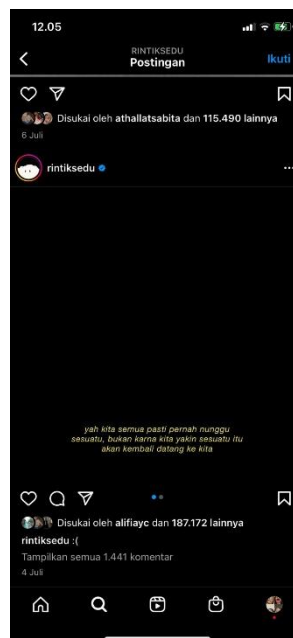 12.05
RINTIKSEDU
Postingan
Ikuti
Disukai oleh athallatsabita dan 115.490 lainnya
6 Juli
rintiksedu
yah kita semua pasti pernah nunggu
sesuatu, bukan karna kita yakin sesuatu itu
akan kembali datang ke kita
Disukai oleh alifiayc dan 187.172 lainnya
rintiksedu :(
Tampilkan semua 1.441 komentar
4 Juli